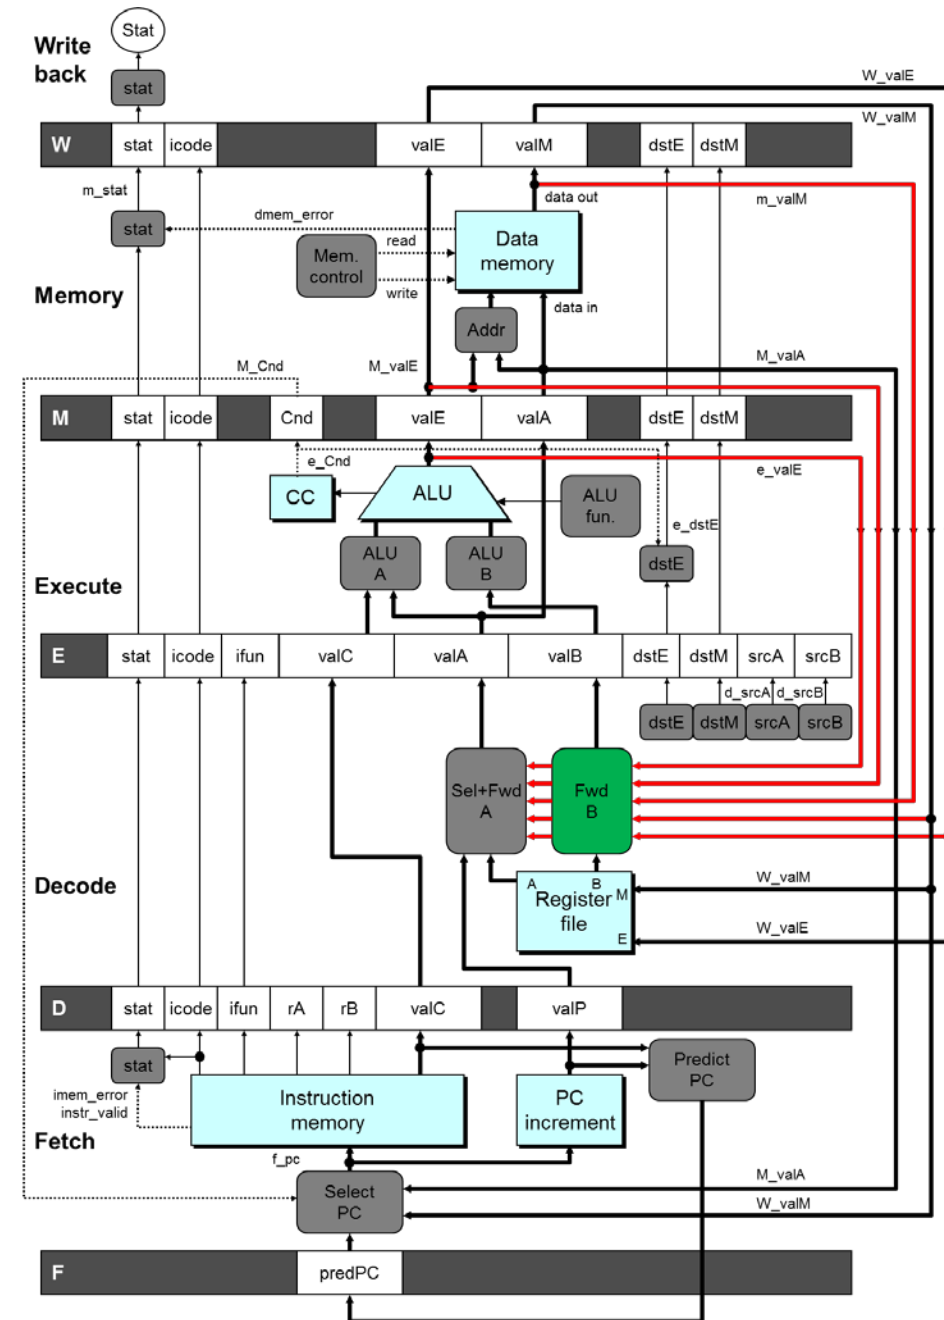 Stat
Write
back
stat
W_valE
W_valM
W
stat
icode
valE
valM
dstE
dstM
m_stat
data out
m_valM
stat
dmem_error
read
Mem.
control
write
Data
memory
Memory
data in
Addr
M_Cnd
M_valE
M_valA
M
stat
icode
Cnd
valE
valA
dstE
dstM
e_Cnd
e_valE
CC
ALU
ALU
fun.
e_dstE
ALU
A
ALU
B
dstE
Execute
E
stat
icode
ifun
valC
valA
valB
dstE
dstM
srcA
srcB
d_srcA
d_srcB
dstE
dstM
srcA
srcB
Sel+Fwd
A
Fwd
B
Decode
A
B
Register
file
M
E
W_valM
W_valE
D
stat
icode
ifun
rA
rB
valC
valP
stat
Predict
PC
imem_error
instr_valid
Instruction
memory
PC
increment
Fetch
f_pc
Select
PC
M_valA
W_valM
F
predPC